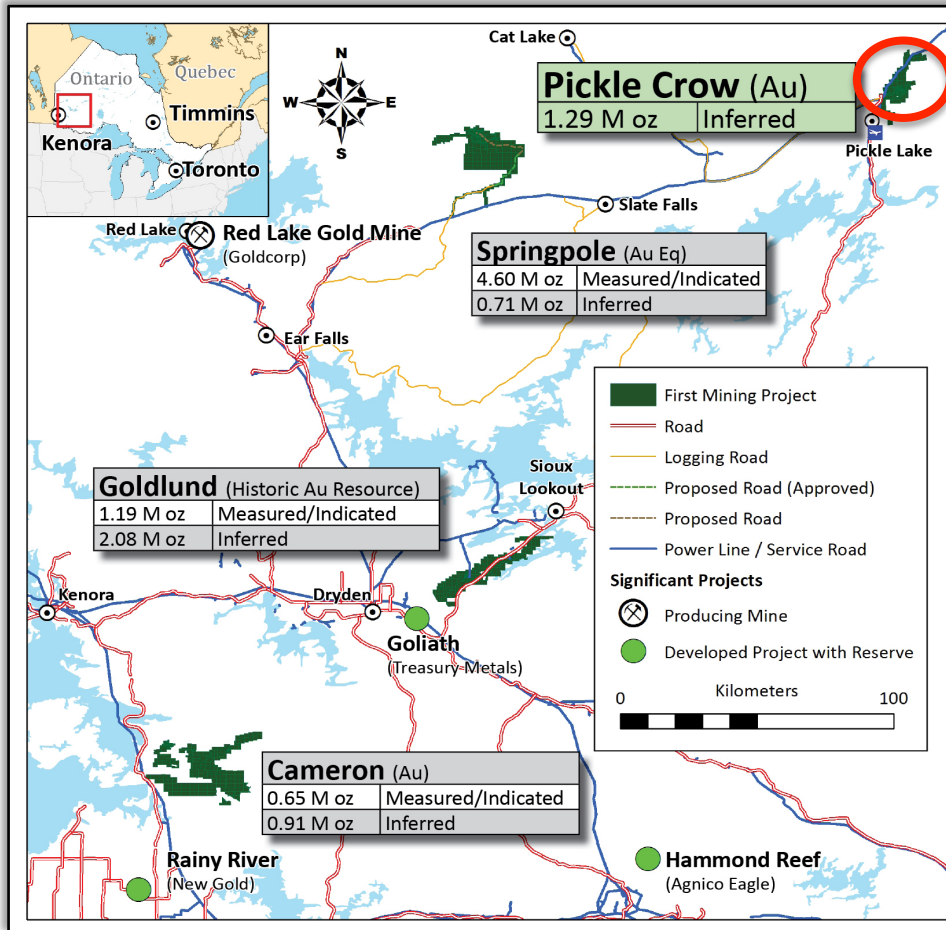 Ontario
Quebec
Timmins
Kenora
Toronto
N
W E
S
Cat Lake
Pickle Crow (Au)
1.29 M oz Inferred
Pickle Lake
Slate Falls
Red Lake
Red Lake Gold Mine
(Goldcorp)
Springpole (Au Eq)
4.60 M oz Measured/Indicated
0.71 M oz Inferred
Ear Falls
First Mining Project
Road
Logging Road
Proposed Road (Approved)
Proposed Road
Power Line / Service Road
Significant Projects
Producing Mine
Developed Project with Reserve
Kilometers
0 100
Sioux
Lookout
Goldlund (Historic Au Resource)
1.19 M oz Measured/Indicated
2.08 M oz Inferred
Kenora
Dryden
Goliath
(Treasury Metals)
Cameron (Au)
0.65 M oz Measured/Indicated
0.91 M oz Inferred
Rainy River
(New Gold)
Hammond Reef
(Agnico Eagle)